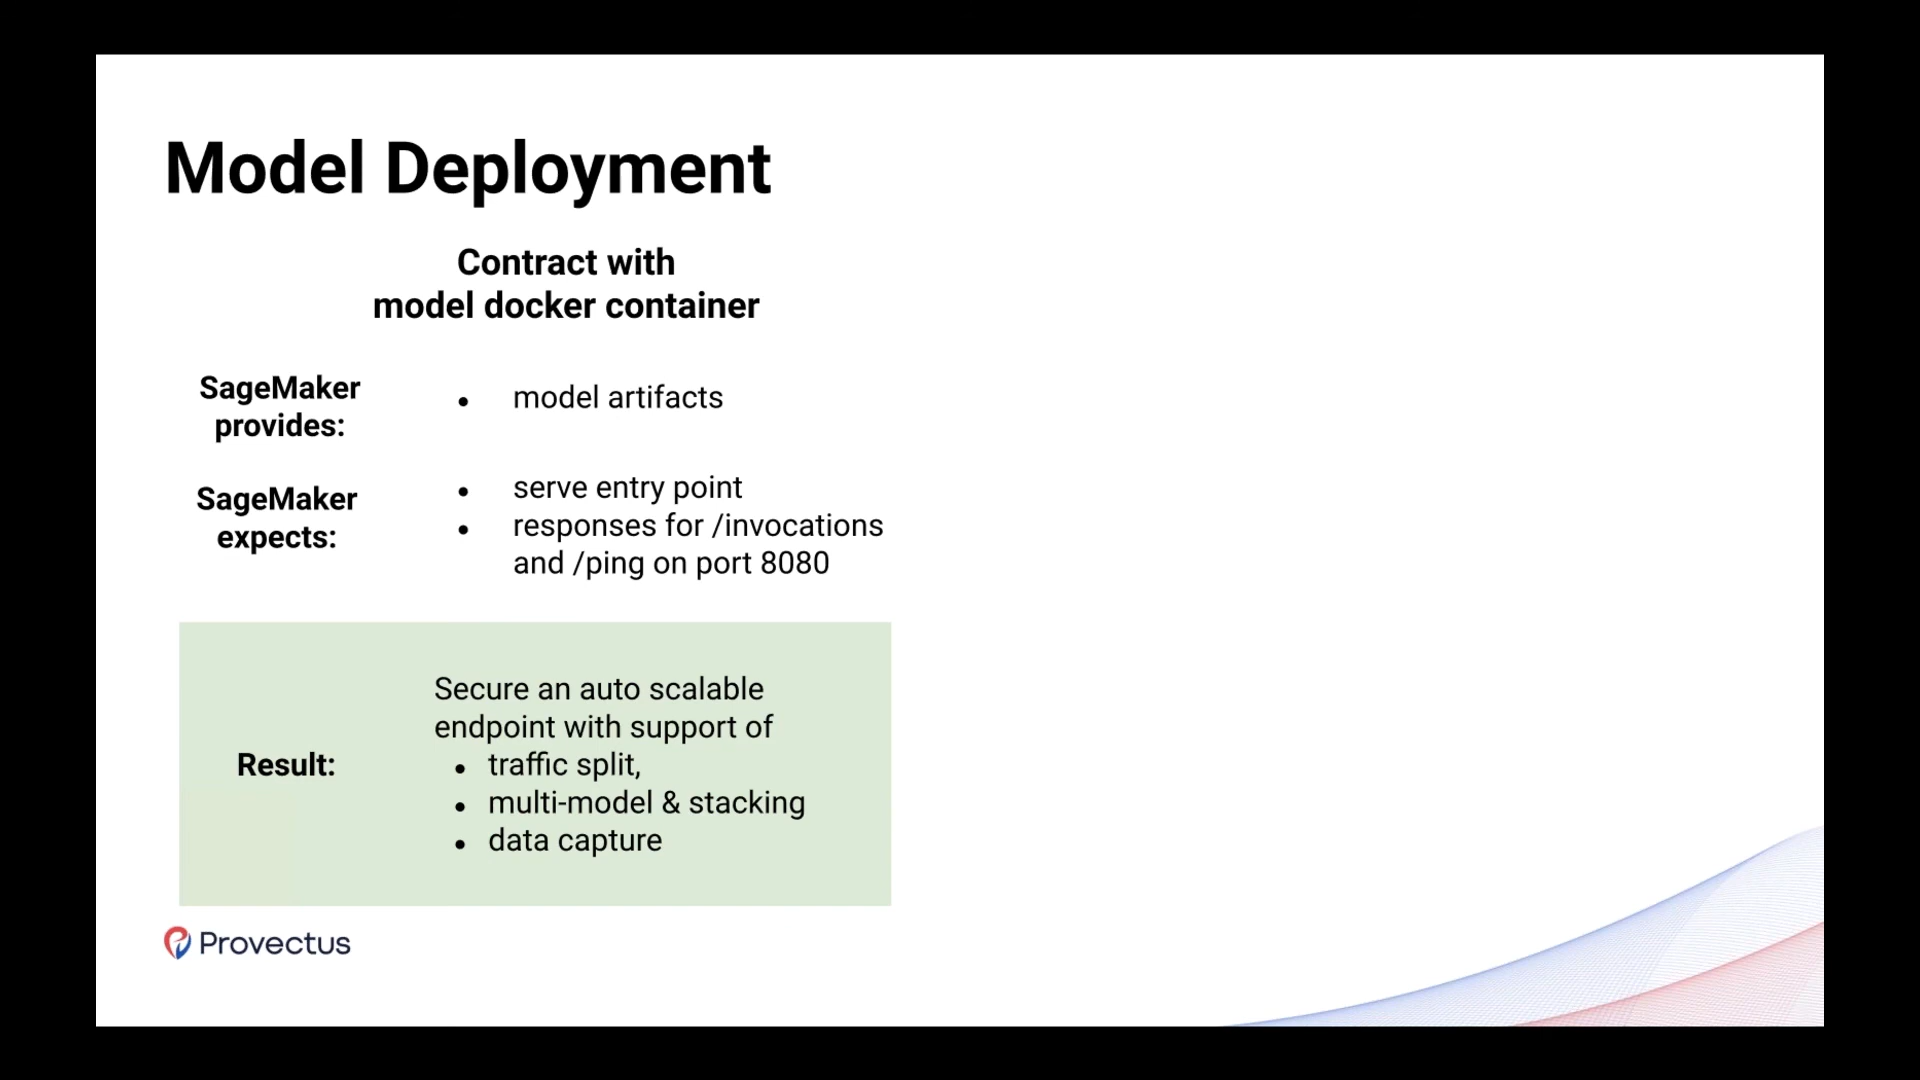 Model Deployment
Contract with
model docker container
SageMaker
provides:
• model artifacts
SageMaker
expects:
• serve entry point
• responses for /invocations
and /ping on port 8080
Result:
Secure an auto scalable
endpoint with support of
• traffic split,
• multi-model & stacking
• data capture
Provectus